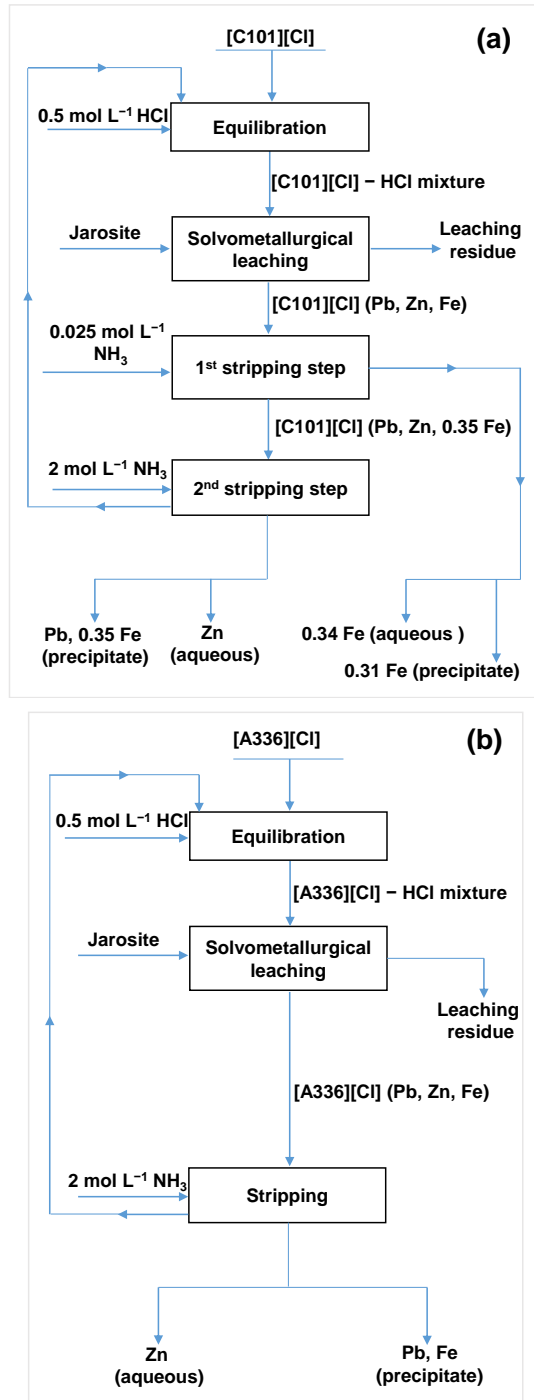 [C101][Cl]
(a)
0.5 mol L⁻¹ HCl
Equilibration
[C101][Cl] − HCl mixture
Jarosite
Solvometallurgical
leaching
Leaching
residue
[C101][Cl] (Pb, Zn, Fe)
0.025 mol L⁻¹
NH₃
1ˢᵗ stripping step
[C101][Cl] (Pb, Zn, 0.35 Fe)
2 mol L⁻¹ NH₃
2ⁿᵈ stripping step
Pb, 0.35 Fe
(precipitate)
Zn
(aqueous)
0.34 Fe (aqueous )
0.31 Fe (precipitate)
[A336][Cl]
(b)
0.5 mol L⁻¹ HCl
Equilibration
[A336][Cl] − HCl mixture
Jarosite
Solvometallurgical
leaching
Leaching
residue
[A336][Cl] (Pb, Zn, Fe)
2 mol L⁻¹ NH₃
Stripping
Zn
(aqueous)
Pb, Fe
(precipitate)